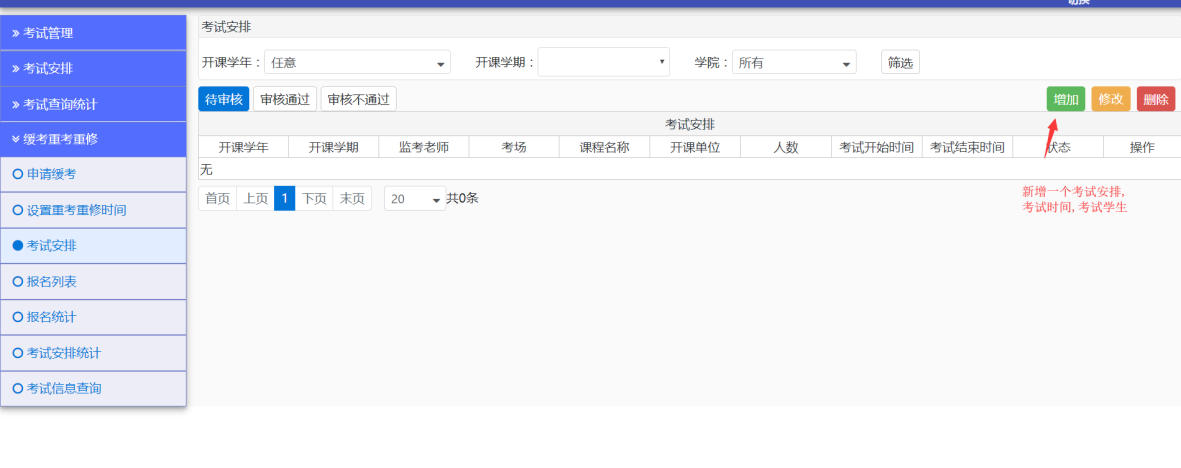 切换
» 考试管理
» 考试安排
» 考试查询统计
缓考重考重修
申请缓考
设置重考重修时间
考试安排
报名列表
报名统计
考试安排统计
考试信息查询
考试安排
开课学年： 任意 开课学期： 学院： 所有 筛选
待审核 审核通过 审核不通过 增加 修改 删除
考试安排
开课学年 开课学期 监考老师 考场 课程名称 开课单位 人数 考试开始时间 考试结束时间 状态 操作
无
首页 上页 1 下页 末页 20 共0条
新增一个考试安排,
考试时间, 考试学生